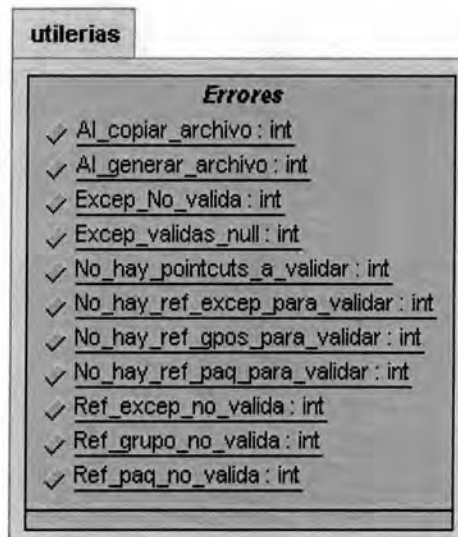 utilerias
Errores
Al_copiar_archivo : int
Al_generar_archivo : int
Excep_No_valida : int
Excep_validas_null : int
No_hay_pointcuts_a_validar : int
No_hay_ref_excep_para_validar : int
No_hay_ref_gpos_para_validar : int
No_hay_ref_paq_para_validar : int
Ref_excep_no_valida : int
Ref_grupo_no_valida : int
Ref_paq_no_valida : int